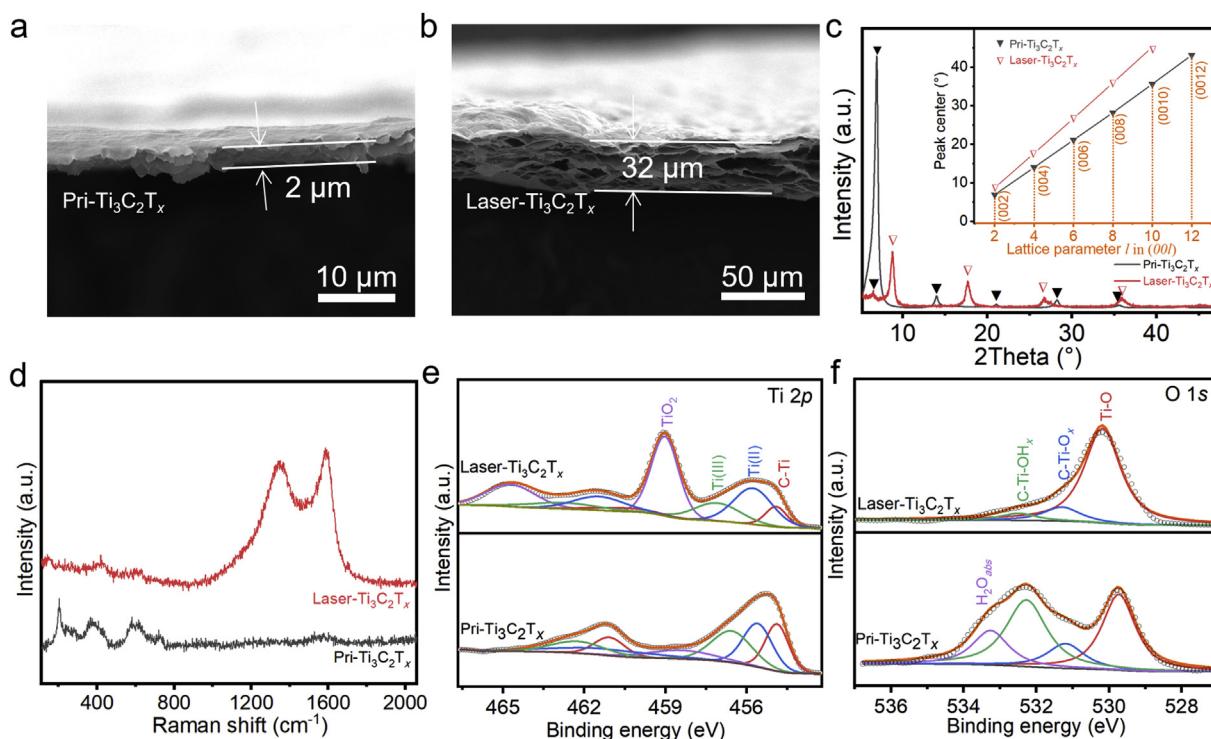 a
Pri-Ti₃C₂Tₓ
2 μm
10 μm
b
32 μm
Laser-Ti₃C₂Tₓ
50 μm
c
Intensity (a.u.)
2Theta (°)
10
20
30
40
Pri-Ti₃C₂Tₓ
Laser-Ti₃C₂Tₓ
Peak center (°)
40
30
20
10
0
(002)
(004)
(006)
(008)
(0010)
(0012)
2 4 6 8 10 12
Lattice parameter l in (00l)
Pri-Ti₃C₂Tₓ
Laser-Ti₃C₂Tₓ
d
Intensity (a.u.)
Laser-Ti₃C₂Tₓ
Pri-Ti₃C₂Tₓ
400 800 1200 1600 2000
Raman shift (cm⁻¹)
e
Ti 2p
Intensity (a.u.)
Laser-Ti₃C₂Tₓ
TiO₂
Ti(III)
Ti(II)
C-Ti
Pri-Ti₃C₂Tₓ
465 460 455
Binding energy (eV)
f
O 1s
Intensity (a.u.)
Laser-Ti₃C₂Tₓ
C-Ti-OHₓ
C-Ti-Oₓ
Ti-O
Pri-Ti₃C₂Tₓ
H₂Oabs
536 534 532 530 528
Binding energy (eV)